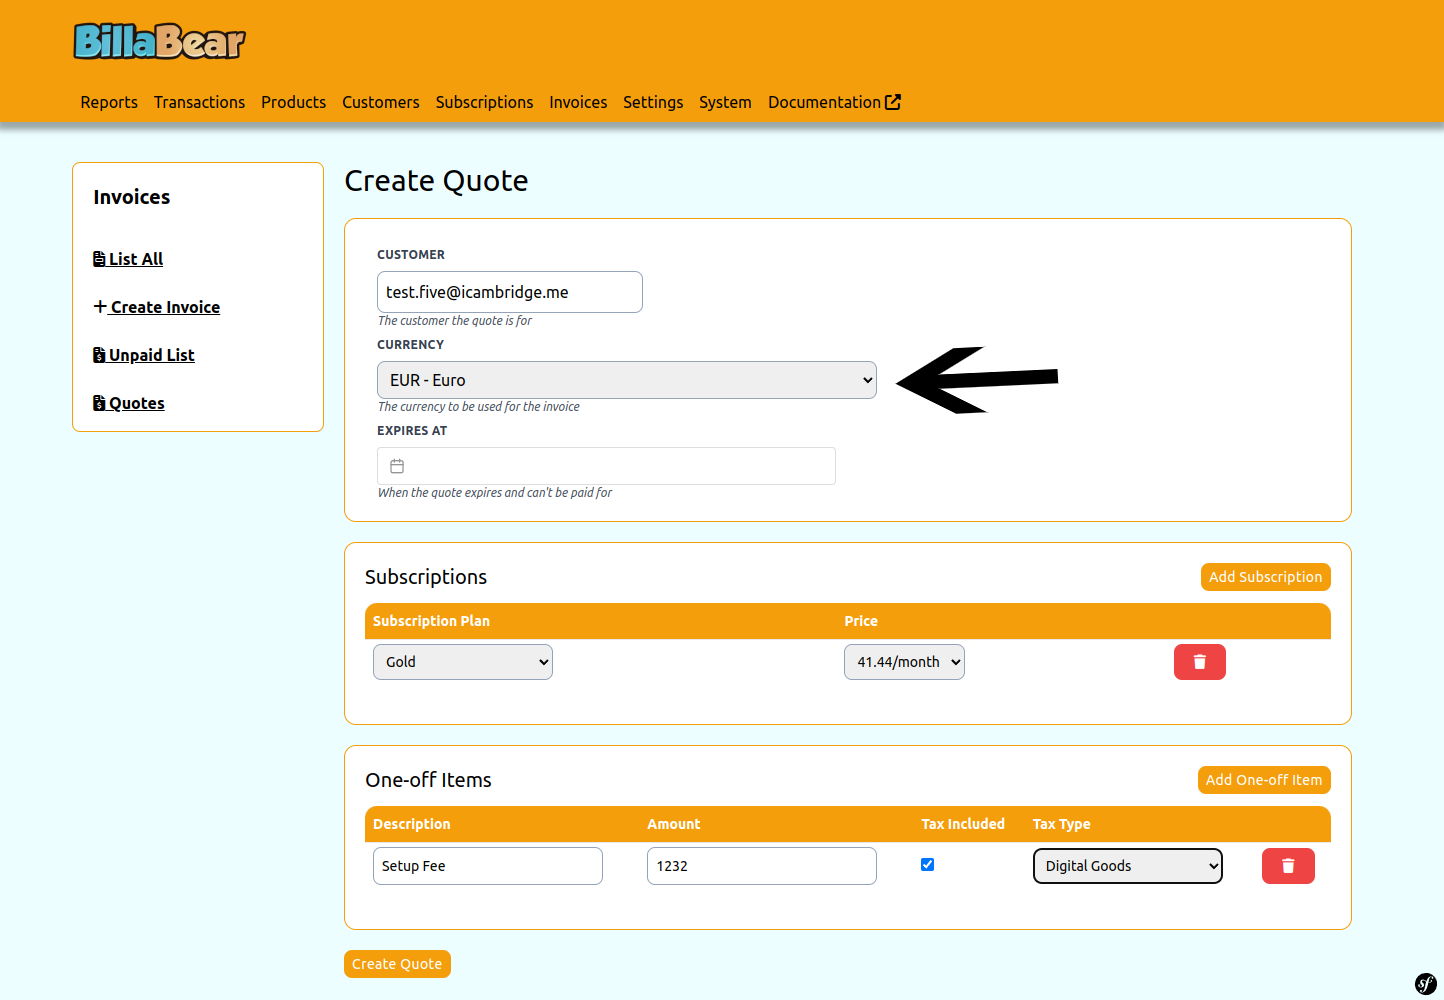 BillaBear
Reports Transactions Products Customers Subscriptions Invoices Settings System Documentation
Invoices
List All
Create Invoice
Unpaid List
Quotes
Create Quote
CUSTOMER
test.five@icambridge.me
The customer the quote is for
CURRENCY
EUR - Euro
The currency to be used for the invoice
EXPIRES AT
When the quote expires and can't be paid for
Subscriptions
Add Subscription
Subscription Plan Price
Gold 41.44/month
One-off Items
Add One-off Item
Description Amount Tax Included Tax Type
Setup Fee 1232 Digital Goods
Create Quote
sf